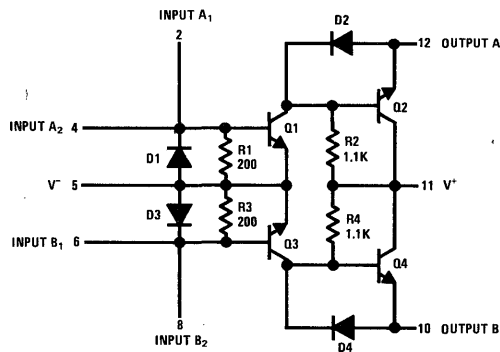 INPUT A1
2
D2
12 OUTPUT A
INPUT A2 4
Q1
Q2
D1
R1
200
R2
1.1K
V- 5
11 V+
D3
R3
200
R4
1.1K
INPUT B1 6
Q3
Q4
8
INPUT B2
D4
10 OUTPUT B